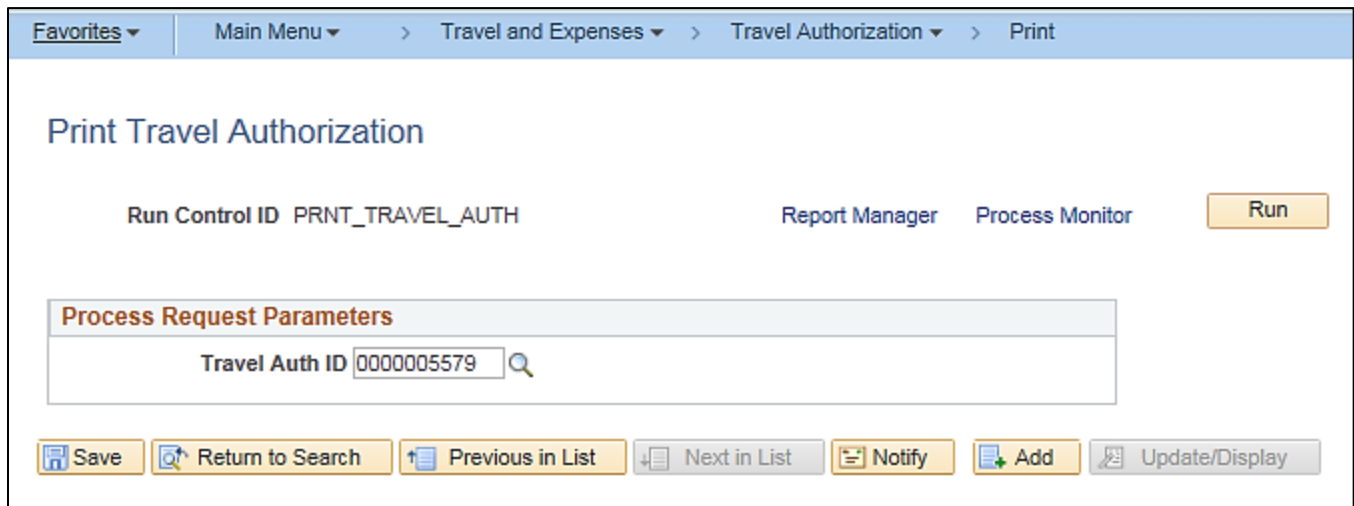 Favorites Main Menu > Travel and Expenses > Travel Authorization > Print
Print Travel Authorization
Run Control ID PRNT_TRAVEL_AUTH Report Manager Process Monitor Run
Process Request Parameters
Travel Auth ID 0000005579
Save Return to Search Previous in List Next in List Notify Add Update/Display